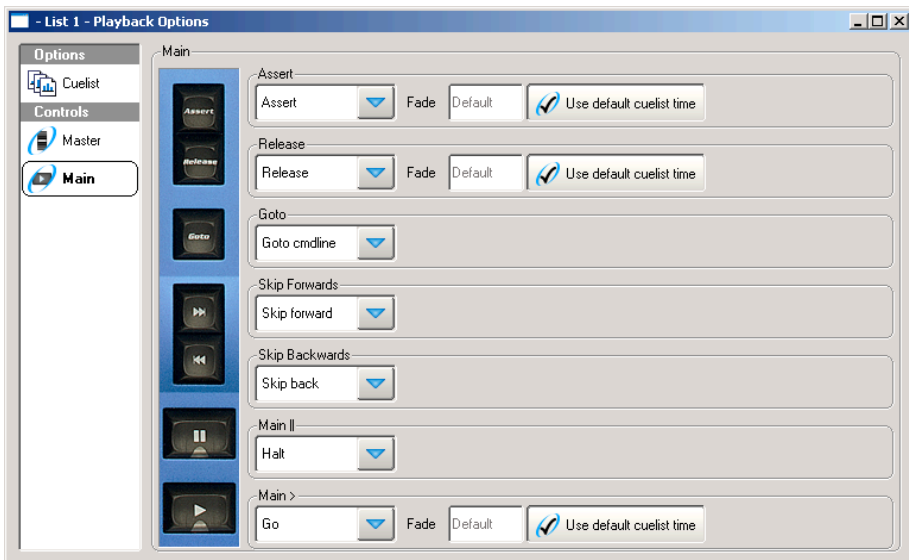 - List 1 - Playback Options
Options
Cuelist
Controls
Master
Main
Main
Assert
Release
Goto
Assert
Assert
Fade
Default
Use default cuelist time
Release
Release
Fade
Default
Use default cuelist time
Goto
Goto cmdline
Skip Forwards
Skip forward
Skip Backwards
Skip back
Main ||
Halt
Main >
Go
Fade
Default
Use default cuelist time